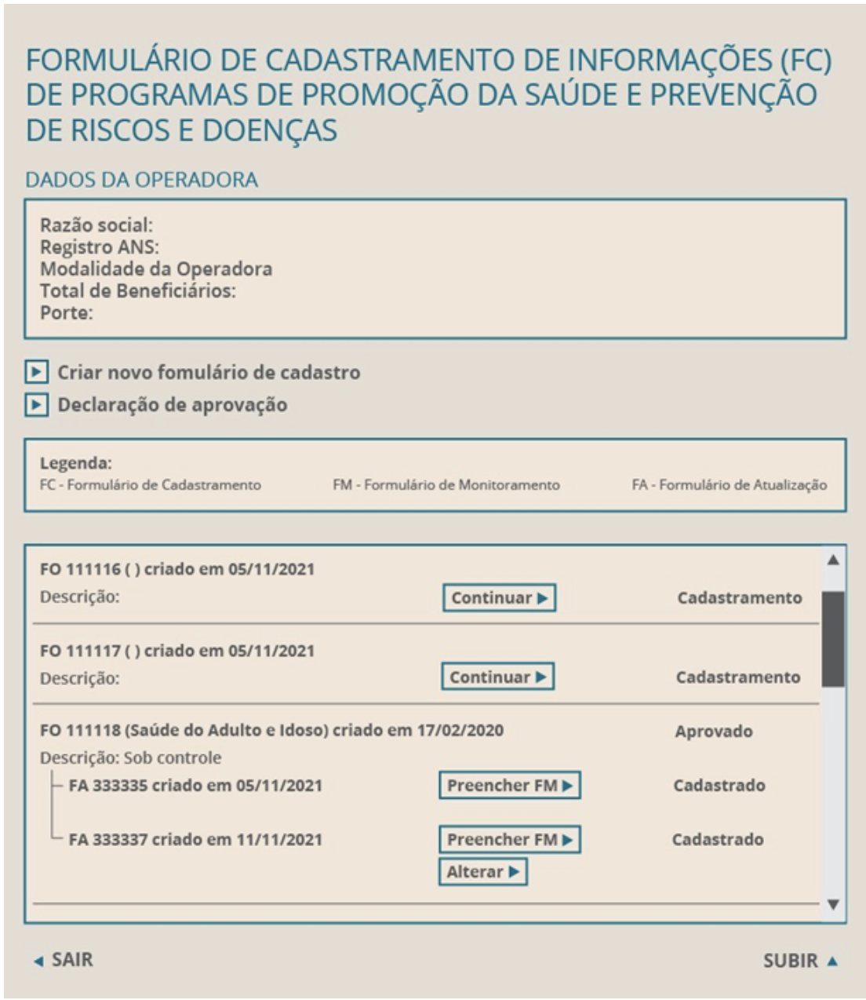 FORMULÁRIO DE CADASTRAMENTO DE INFORMAÇÕES (FC)
DE PROGRAMAS DE PROMOÇÃO DA SAÚDE E PREVENÇÃO
DE RISCOS E DOENÇAS
DADOS DA OPERADORA
Razão social:
Registro ANS:
Modalidade da Operadora
Total de Beneficiários:
Porte:
Criar novo fomulário de cadastro
Declaração de aprovação
Legenda:
FC - Formulário de Cadastramento FM - Formulário de Monitoramento FA - Formulário de Atualização
FO 111116 ( ) criado em 05/11/2021
Descrição: Continuar Cadastramento
FO 111117 ( ) criado em 05/11/2021
Descrição: Continuar Cadastramento
FO 111118 (Saúde do Adulto e Idoso) criado em 17/02/2020 Aprovado
Descrição: Sob controle
FA 333335 criado em 05/11/2021 Preencher FM Cadastrado
FA 333337 criado em 11/11/2021 Preencher FM Cadastrado
Alterar
SAIR SUBIR